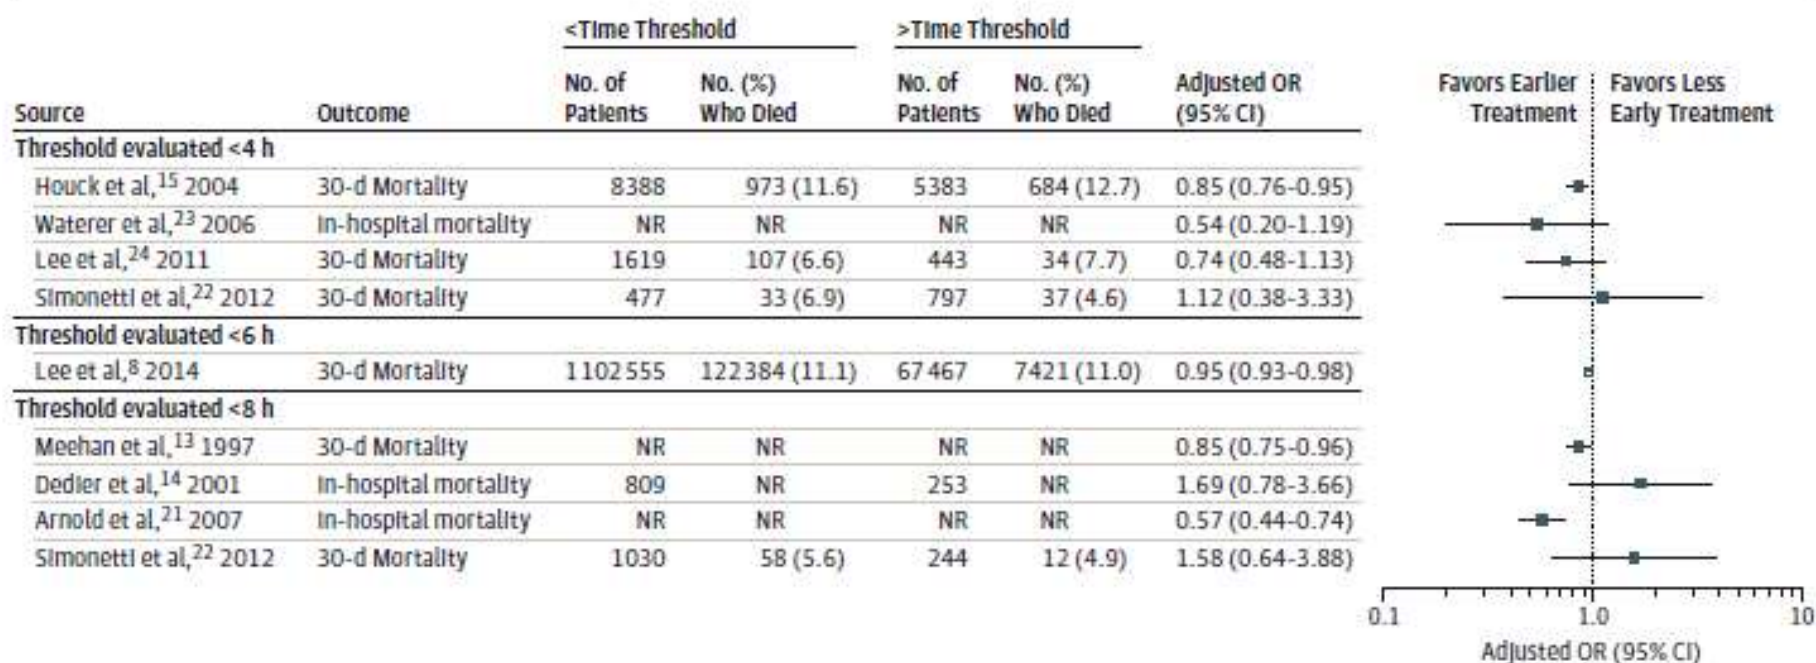 <Time Threshold >Time Threshold
No. of No. (%) No. of No. (%) Adjusted OR Favors Earlier Favors Less
Source Outcome Patients Who Died Patients Who Died (95% CI) Treatment Early Treatment
Threshold evaluated <4 h
Houck et al,15 2004 30-d Mortality 8388 973 (11.6) 5383 684 (12.7) 0.85 (0.76-0.95)
Waterer et al,23 2006 In-hospital mortality NR NR NR NR 0.54 (0.20-1.19)
Lee et al,24 2011 30-d Mortality 1619 107 (6.6) 443 34 (7.7) 0.74 (0.48-1.13)
Simonetti et al,22 2012 30-d Mortality 477 33 (6.9) 797 37 (4.6) 1.12 (0.38-3.33)
Threshold evaluated <6 h
Lee et al,8 2014 30-d Mortality 1102555 122384 (11.1) 67467 7421 (11.0) 0.95 (0.93-0.98)
Threshold evaluated <8 h
Meehan et al,13 1997 30-d Mortality NR NR NR NR 0.85 (0.75-0.96)
Dedier et al,14 2001 In-hospital mortality 809 NR 253 NR 1.69 (0.78-3.66)
Arnold et al,21 2007 In-hospital mortality NR NR NR NR 0.57 (0.44-0.74)
Simonetti et al,22 2012 30-d Mortality 1030 58 (5.6) 244 12 (4.9) 1.58 (0.64-3.88)
0.1 1.0 10
Adjusted OR (95% CI)